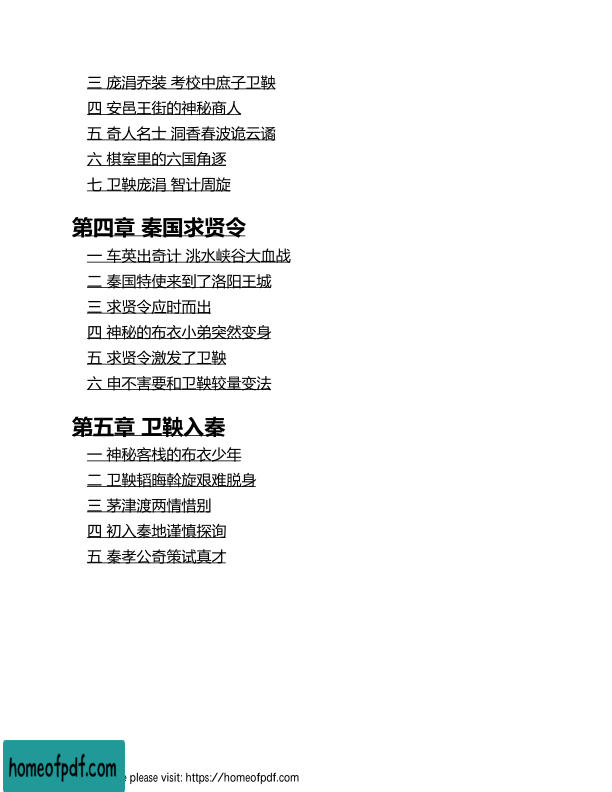 三 庞涓乔装 考校中庶子卫鞅
四 安邑王街的神秘商人
五 奇人名士 洞香春波诡云谲
六 棋室里的六国角逐
七 卫鞅庞涓 智计周旋
第四章 秦国求贤令
一 车英出奇计 洮水峡谷大血战
二 秦国特使来到了洛阳王城
三 求贤令应时而出
四 神秘的布衣小弟突然变身
五 求贤令激发了卫鞅
六 申不害要和卫鞅较量变法
第五章 卫鞅入秦
一 神秘客栈的布衣少年
二 卫鞅韬晦斡旋艰难脱身
三 茅津渡两情惜别
四 初入秦地谨慎探询
五 秦孝公奇策试真才
homeofpdf.com
e please visit: https://homeofpdf.com